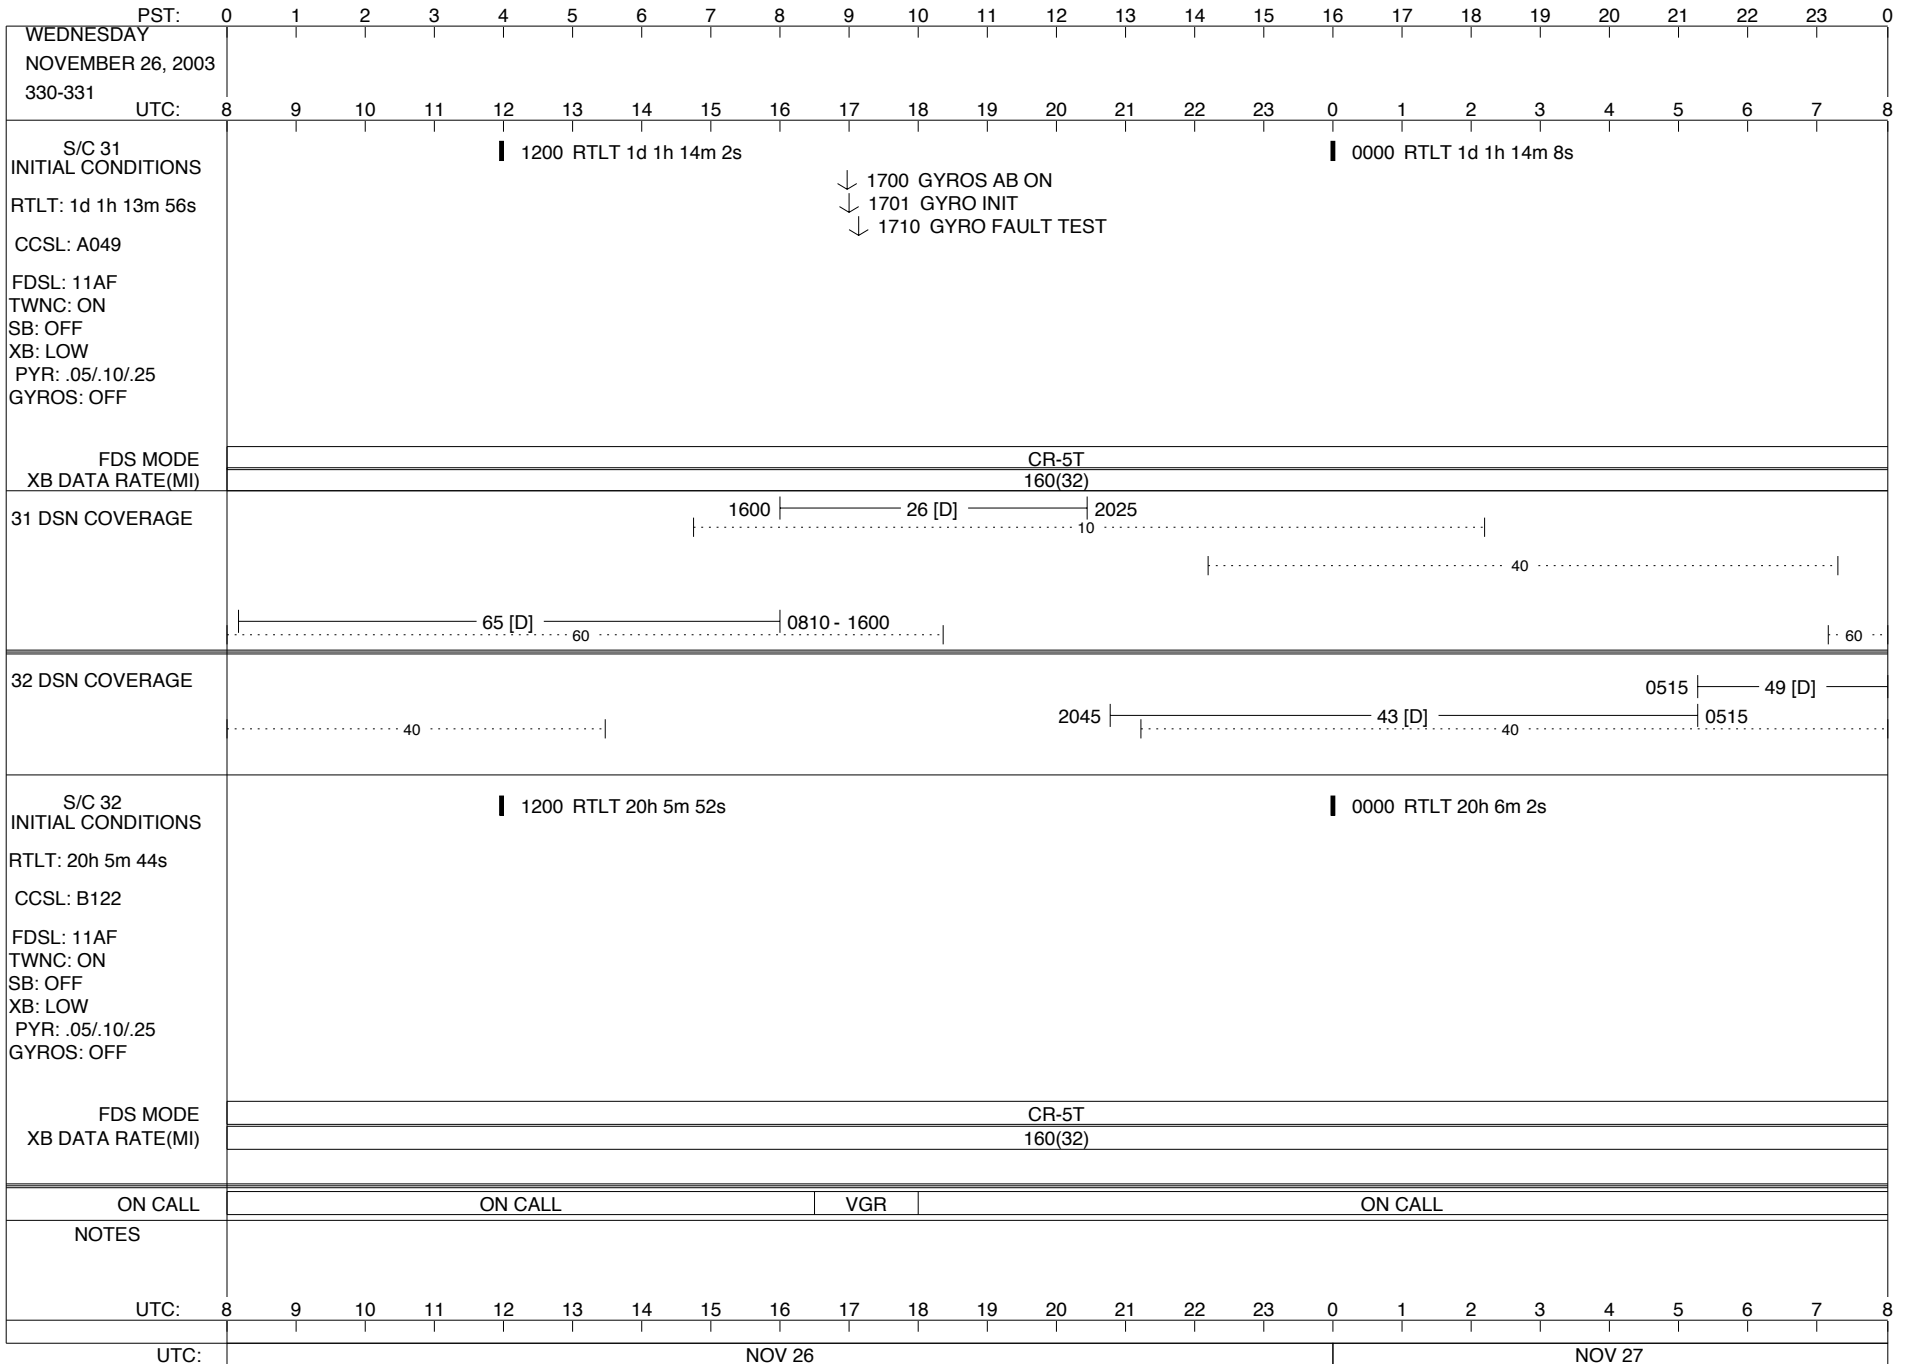 PST: 0 1 2 3 4 5 6 7 8 9 10 11 12 13 14 15 16 17 18 19 20 21 22 23 0
WEDNESDAY
NOVEMBER 26, 2003
330-331
UTC: 8 9 10 11 12 13 14 15 16 17 18 19 20 21 22 23 0 1 2 3 4 5 6 7 8
S/C 31
INITIAL CONDITIONS
1200 RTLT 1d 1h 14m 2s
0000 RTLT 1d 1h 14m 8s
1700 GYROS AB ON
1701 GYRO INIT
1710 GYRO FAULT TEST
RTLT: 1d 1h 13m 56s
CCSL: A049
FDSL: 11AF
TWNC: ON
SB: OFF
XB: LOW
PYR: .05/.10/.25
GYROS: OFF
FDS MODE CR-5T
XB DATA RATE(MI) 160(32)
31 DSN COVERAGE
1600 26 [D] 2025
10
40
65 [D] 0810 - 1600
60 60
32 DSN COVERAGE
0515 49 [D]
2045 43 [D] 0515
40 40
S/C 32
INITIAL CONDITIONS
1200 RTLT 20h 5m 52s
0000 RTLT 20h 6m 2s
RTLT: 20h 5m 44s
CCSL: B122
FDSL: 11AF
TWNC: ON
SB: OFF
XB: LOW
PYR: .05/.10/.25
GYROS: OFF
FDS MODE CR-5T
XB DATA RATE(MI) 160(32)
ON CALL ON CALL VGR ON CALL
NOTES
UTC: 8 9 10 11 12 13 14 15 16 17 18 19 20 21 22 23 0 1 2 3 4 5 6 7 8
UTC: NOV 26 NOV 27